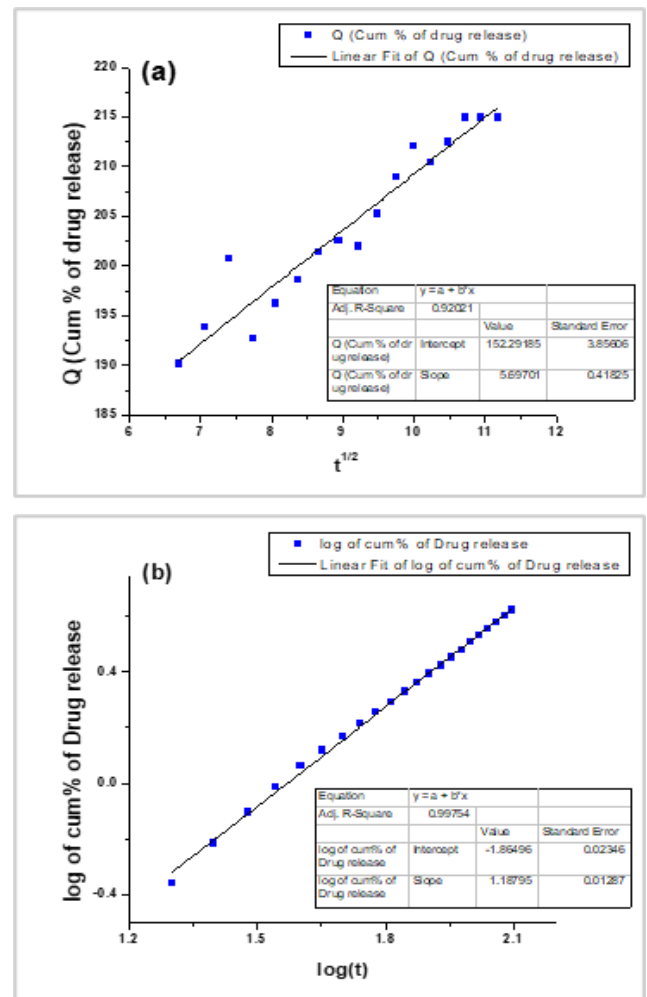 Q (Cum % of drug release)
Linear Fit of Q (Cum % of drug release)
(a)
220
215
210
205
200
195
190
185
Q (Cum % of drug release)
Equation y = a + b*x
Adj. R-Square 0.92021
Value Standard Error
Q (Cum % of dr Intercept 152.29185 3.85606
ug release)
Q (Cum % of dr Slope 5.69701 0.41825
ug release)
6 7 8 9 10 11 12
t^1/2
log of cum% of Drug release
Linear Fit of log of cum% of Drug release
(b)
0.4
0.0
-0.4
log of cum% of Drug release
Equation y = a + b*x
Adj. R-Square 0.99754
Value Standard Error
log of cum% of Intercept -1.86496 0.02346
Drug release
log of cum% of Slope 1.18795 0.01287
Drug release
1.2 1.5 1.8 2.1
log(t)